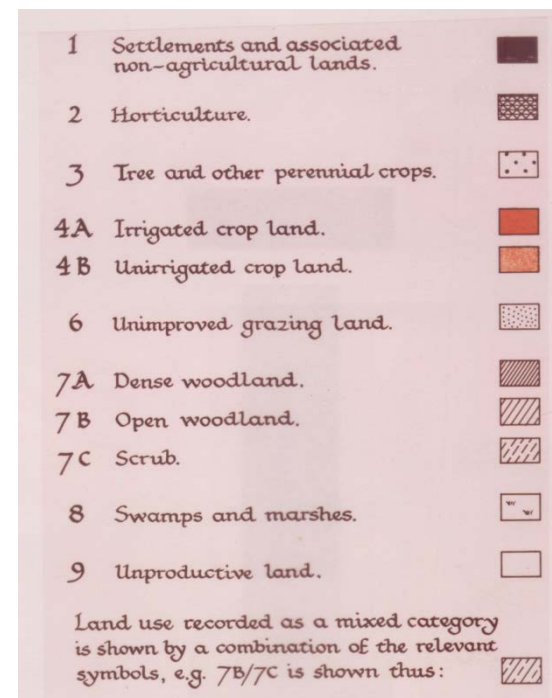 1 Settlements and associated
non-agricultural lands.
2 Horticulture.
3 Tree and other perennial crops.
4A Irrigated crop land.
4B Unirrigated crop land.
6 Unimproved grazing land.
7A Dense woodland.
7B Open woodland.
7C Scrub.
8 Swamps and marshes.
9 Unproductive land.
Land use recorded as a mixed category
is shown by a combination of the relevant
symbols, e.g. 7B/7C is shown thus: